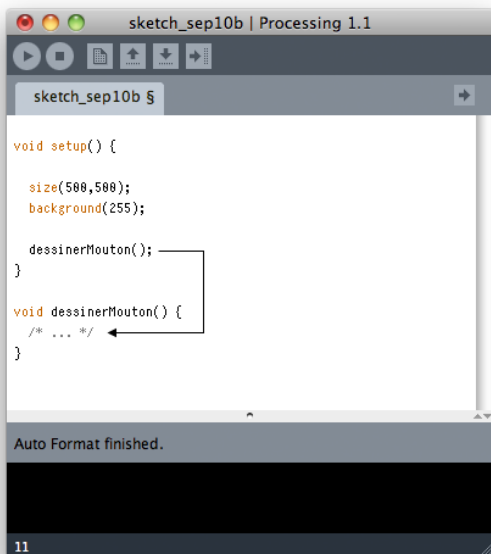 sketch_sep10b | Processing 1.1
sketch_sep10b §
void setup() {
size(500,500);
background(255);
dessinerMouton();
}
void dessinerMouton() {
/* ... */
}
Auto Format finished.
11